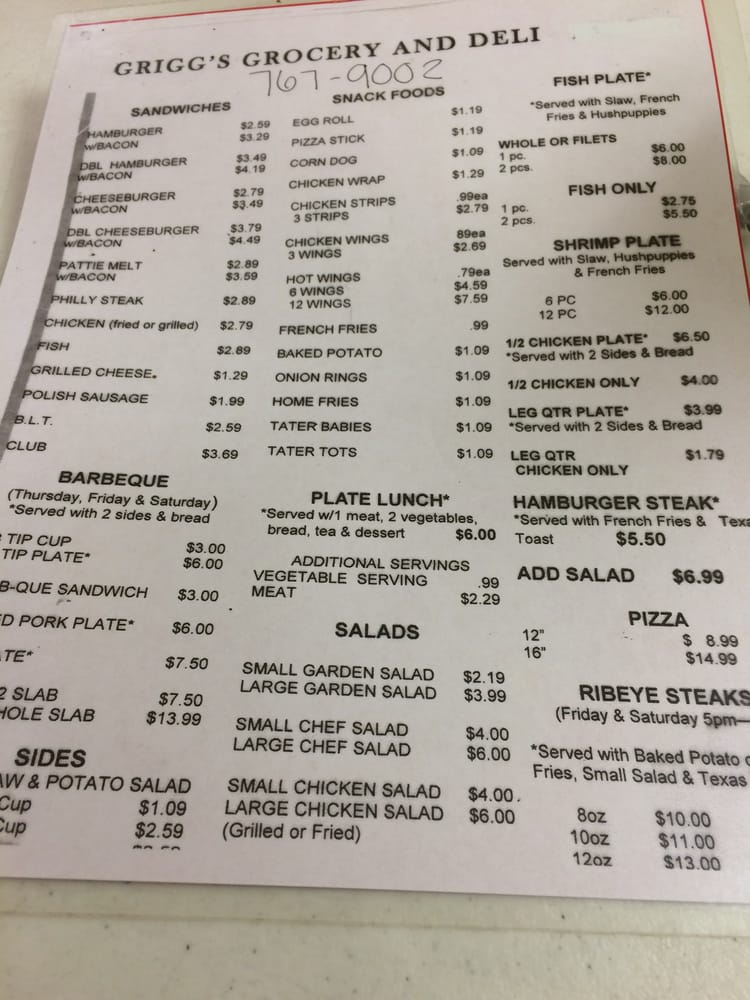 GRIGG'S GROCERY AND DELI
767-9002
SANDWICHES
HAMBURGER $2.59
w/BACON $3.29
DBL HAMBURGER $3.49
w/BACON $4.19
CHEESEBURGER $2.79
w/BACON $3.49
DBL CHEESEBURGER $3.79
w/BACON $4.49
PATTIE MELT $2.89
w/BACON $3.59
PHILLY STEAK $2.89
CHICKEN (fried or grilled) $2.79
FISH $2.89
GRILLED CHEESE. $1.29
POLISH SAUSAGE $1.99
B.L.T. $2.59
CLUB $3.69
BARBEQUE
(Thursday, Friday & Saturday)
*Served with 2 sides & bread
TIP CUP $3.00
TIP PLATE* $6.00
B-QUE SANDWICH $3.00
PORK PLATE* $6.00
$7.50
SLAB $7.50
SLAB $13.99
SIDES
& POTATO SALAD
Cup $1.09
Cup $2.59
SNACK FOODS
EGG ROLL $1.19
PIZZA STICK $1.19
CORN DOG $1.09
CHICKEN WRAP $1.29
CHICKEN STRIPS .99ea
3 STRIPS $2.79
CHICKEN WINGS 89ea
3 WINGS $2.69
HOT WINGS .79ea
6 WINGS $4.59
12 WINGS $7.59
FRENCH FRIES .99
BAKED POTATO $1.09
ONION RINGS $1.09
HOME FRIES $1.09
TATER BABIES $1.09
TATER TOTS $1.09
PLATE LUNCH*
*Served w/1 meat, 2 vegetables,
bread, tea & dessert $6.00
ADDITIONAL SERVINGS
VEGETABLE SERVING .99
MEAT $2.29
SALADS
SMALL GARDEN SALAD $2.19
LARGE GARDEN SALAD $3.99
SMALL CHEF SALAD $4.00
LARGE CHEF SALAD $6.00
SMALL CHICKEN SALAD $4.00.
LARGE CHICKEN SALAD $6.00
(Grilled or Fried)
FISH PLATE*
*Served with Slaw, French
Fries & Hushpuppies
WHOLE OR FILETS
1 pc. $6.00
2 pcs. $8.00
FISH ONLY
1 pc. $2.75
2 pcs. $5.50
SHRIMP PLATE
Served with Slaw, Hushpuppies
& French Fries
6 PC $6.00
12 PC $12.00
1/2 CHICKEN PLATE* $6.50
*Served with 2 Sides & Bread
1/2 CHICKEN ONLY $4.00
LEG QTR PLATE* $3.99
*Served with 2 Sides & Bread
LEG QTR $1.79
CHICKEN ONLY
HAMBURGER STEAK*
*Served with French Fries & Texa
Toast $5.50
ADD SALAD $6.99
PIZZA
12" $ 8.99
16" $14.99
RIBEYE STEAKS
(Friday & Saturday 5pm—
*Served with Baked Potato
Fries, Small Salad & Texas
8oz $10.00
10oz $11.00
12oz $13.00